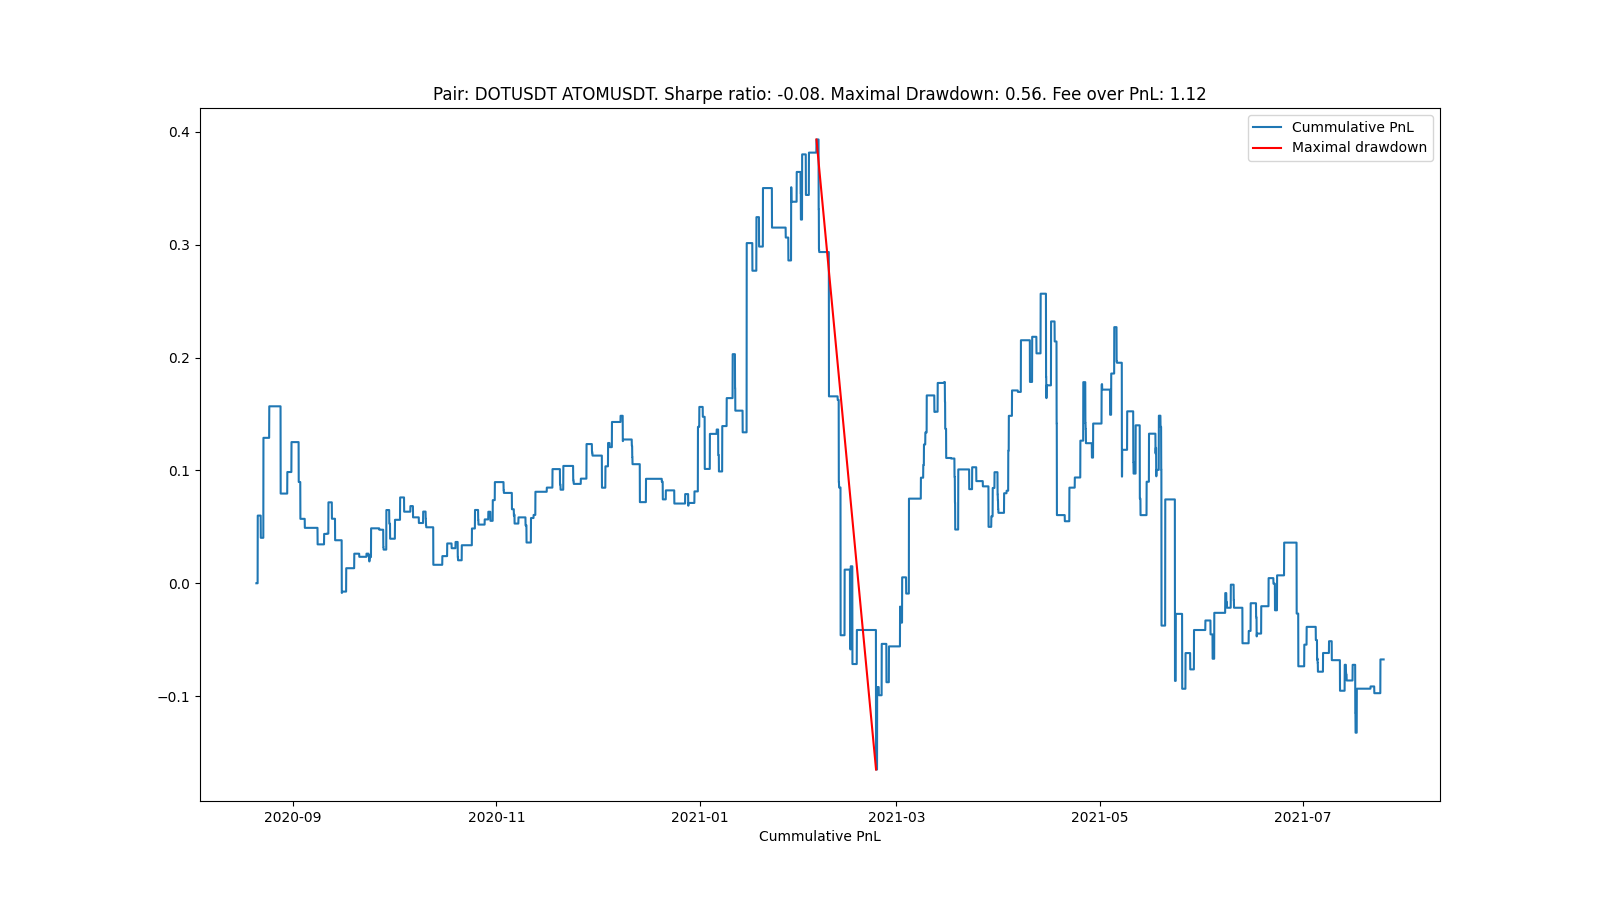 Pair: DOTUSDT ATOMUSDT. Sharpe ratio: -0.08. Maximal Drawdown: 0.56. Fee over PnL: 1.12
Cummulative PnL
Maximal drawdown
0.4
0.3
0.2
0.1
0.0
−0.1
2020-09 2020-11 2021-01 2021-03 2021-05 2021-07
Cummulative PnL